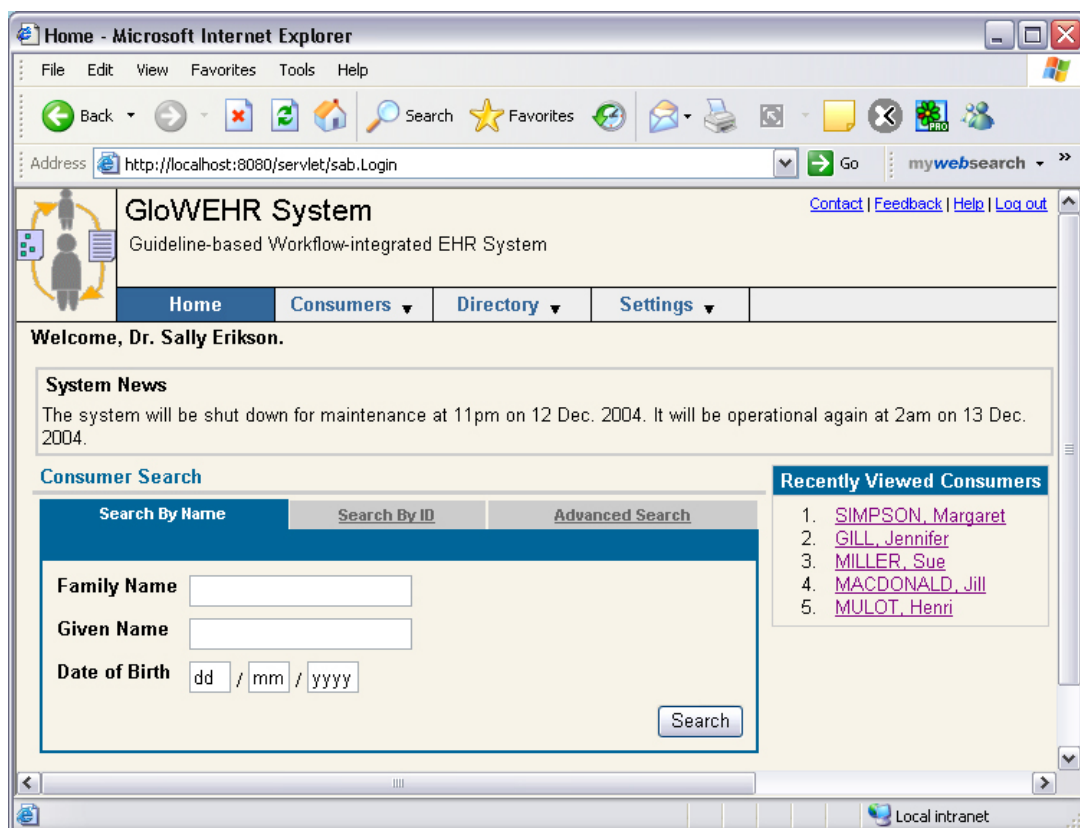 Home - Microsoft Internet Explorer
File Edit View Favorites Tools Help
Back Search Favorites PRO
Address http://localhost:8080/servlet/sab.Login Go mywebsearch »
GloWEHR System
Contact | Feedback | Help | Log out
Guideline-based Workflow-integrated EHR System
Home Consumers Directory Settings
Welcome, Dr. Sally Erikson.
System News
The system will be shut down for maintenance at 11pm on 12 Dec. 2004. It will be operational again at 2am on 13 Dec.
2004.
Consumer Search
Search By Name Search By ID Advanced Search
Family Name
Given Name
Date of Birth dd / mm / yyyy
Search
Recently Viewed Consumers
1. SIMPSON, Margaret
2. GILL, Jennifer
3. MILLER, Sue
4. MACDONALD, Jill
5. MULOT, Henri
Local intranet